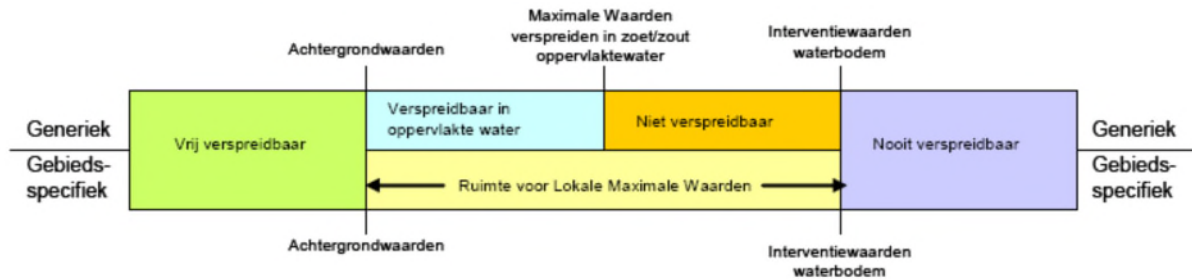 Maximale Waarden
verspreiden in zoet/zout
oppervlaktewater
Achtergrondwaarden
Interventiewaarden
waterbodem
Generiek
Gebieds-
specifiek
Vrij verspreidbaar
Verspreidbaar in
oppervlakte water
Niet verspreidbaar
Nooit verspreidbaar
Ruimte voor Lokale Maximale Waarden
Generiek
Gebieds-
specifiek
Achtergrondwaarden
Interventiewaarden
waterbodem